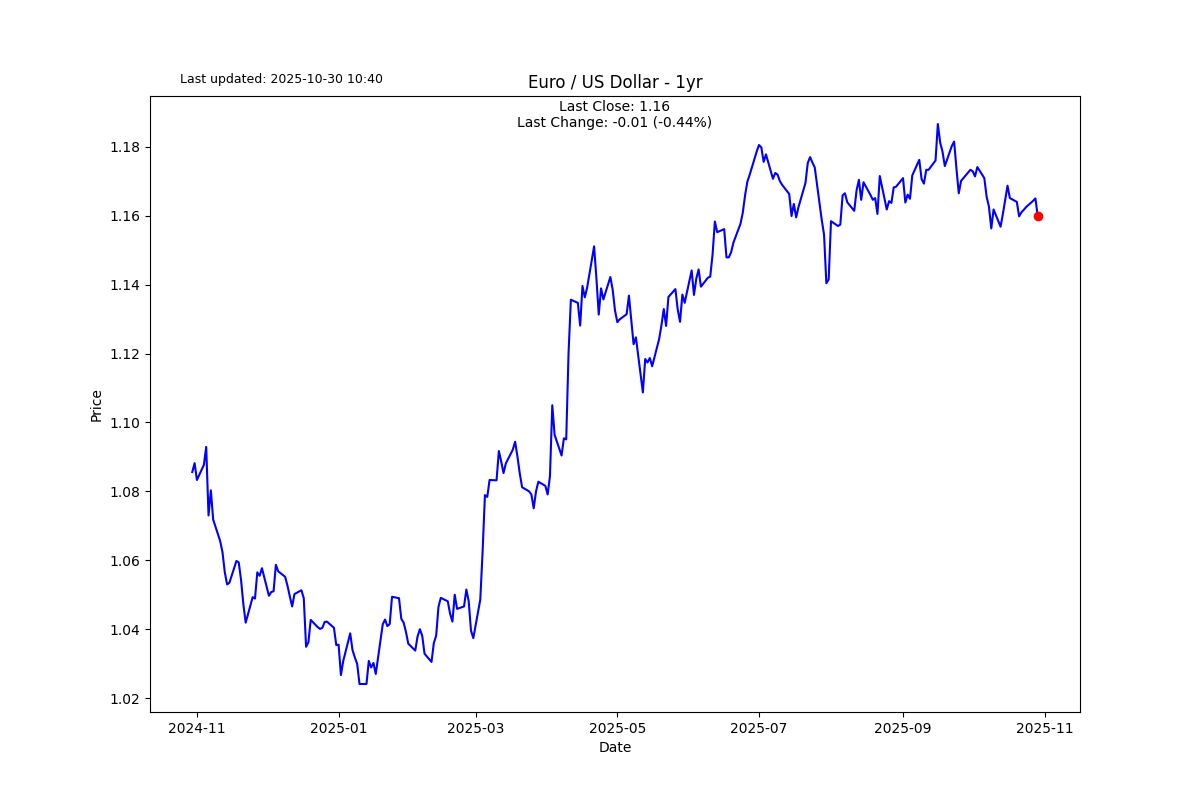 Last updated: 2025-10-30 10:40
Euro / US Dollar - 1yr
Last Close: 1.16
Last Change: -0.01 (-0.44%)
Price
1.18
1.16
1.14
1.12
1.10
1.08
1.06
1.04
1.02
2024-11
2025-01
2025-03
2025-05
2025-07
2025-09
2025-11
Date